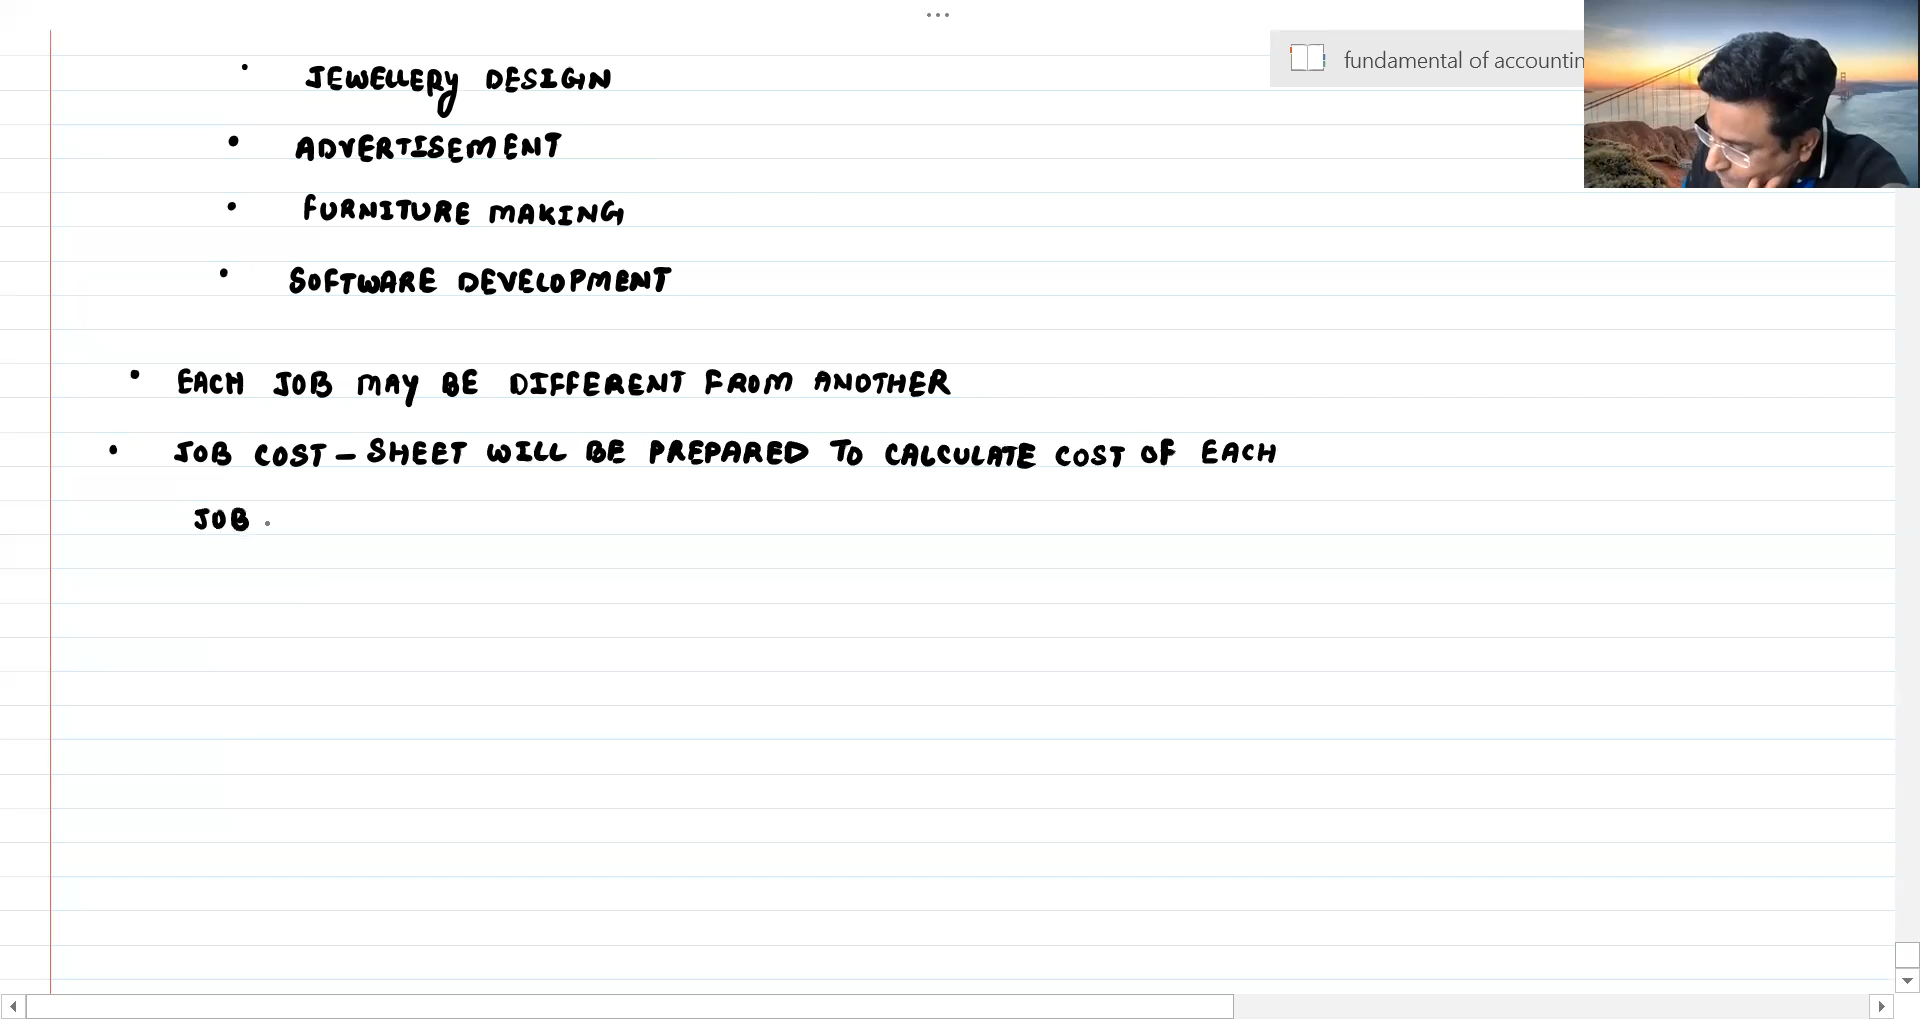 fundamental of accountin
• JEWELLERY DESIGN
• ADVERTISEMENT
• FURNITURE MAKING
• SOFTWARE DEVELOPMENT
• EACH JOB MAY BE DIFFERENT FROM ANOTHER
• JOB COST - SHEET WILL BE PREPARED TO CALCULATE COST OF EACH
JOB